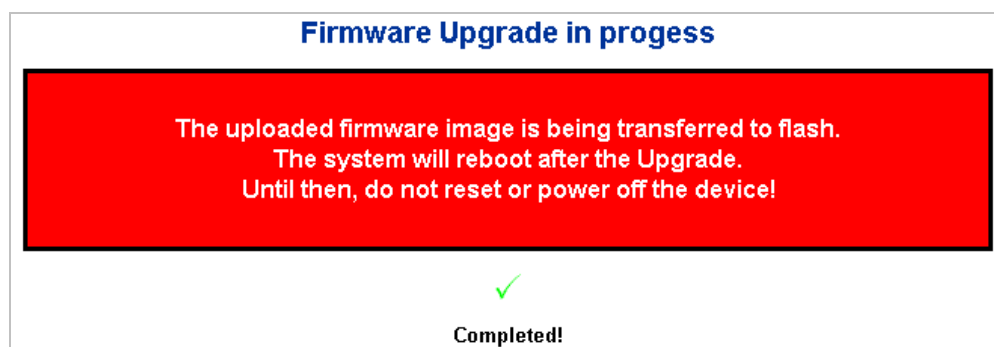 Firmware Upgrade in progess
The uploaded firmware image is being transferred to flash.
The system will reboot after the Upgrade.
Until then, do not reset or power off the device!
Completed!